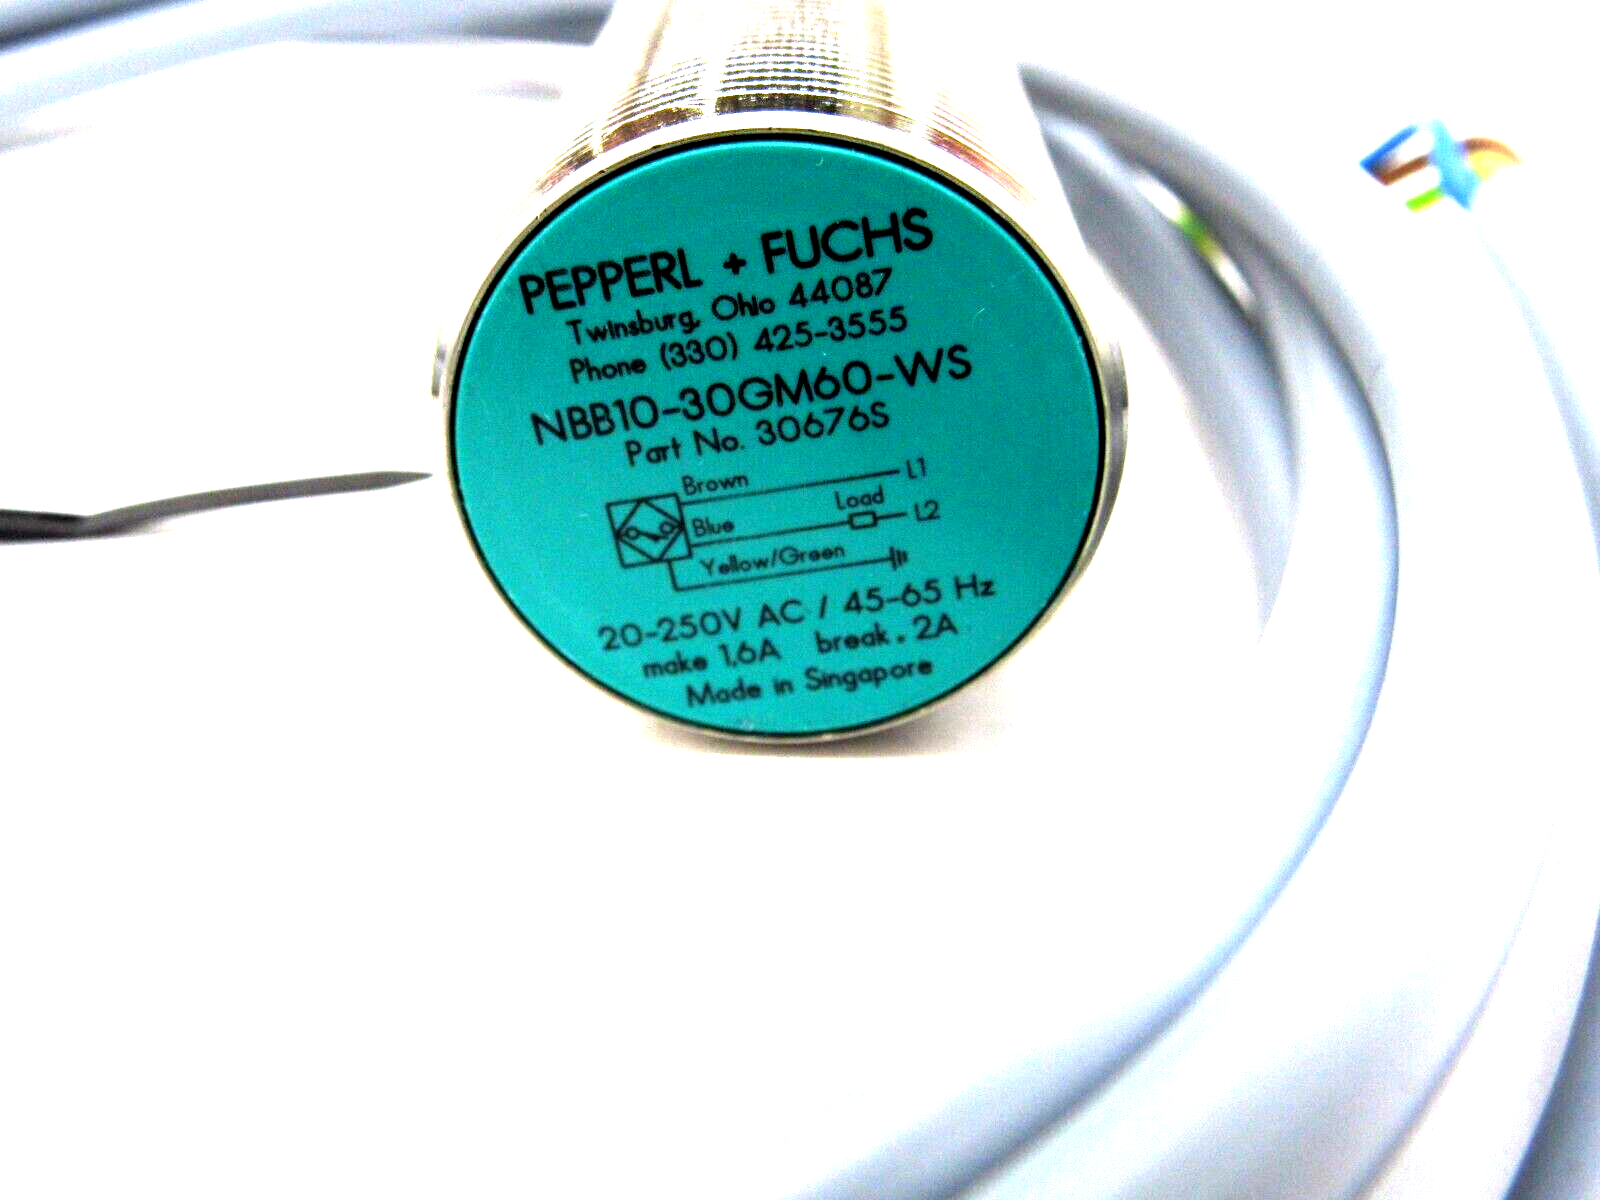 PEPPERL + FUCHS
Twinsburg, Ohio 44087
Phone (330) 425-3555
NBB10-30GM60-WS
Part No. 30676S
Brown L1
Load
Blue L2
Yellow/Green
20-250V AC / 45-65 Hz
make 1.6A break .2A
Made in Singapore